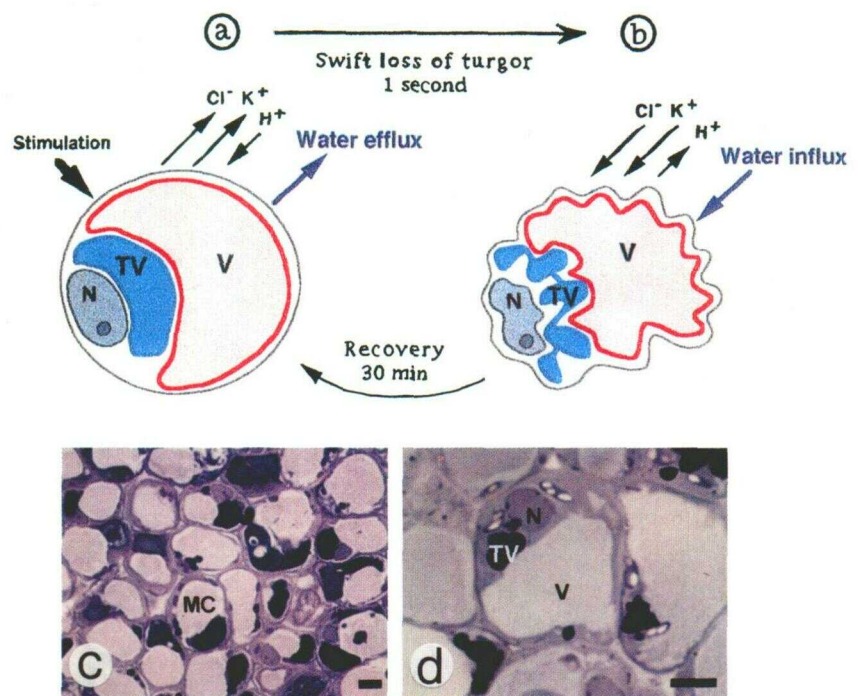 a
b
Swift loss of turgor
1 second
Cl⁻ K⁺
H⁺
Stimulation
Water efflux
TV
V
N
Cl⁻ K⁺
H⁺
Water influx
V
TV
N
Recovery
30 min
MC
c
N
TV
V
d